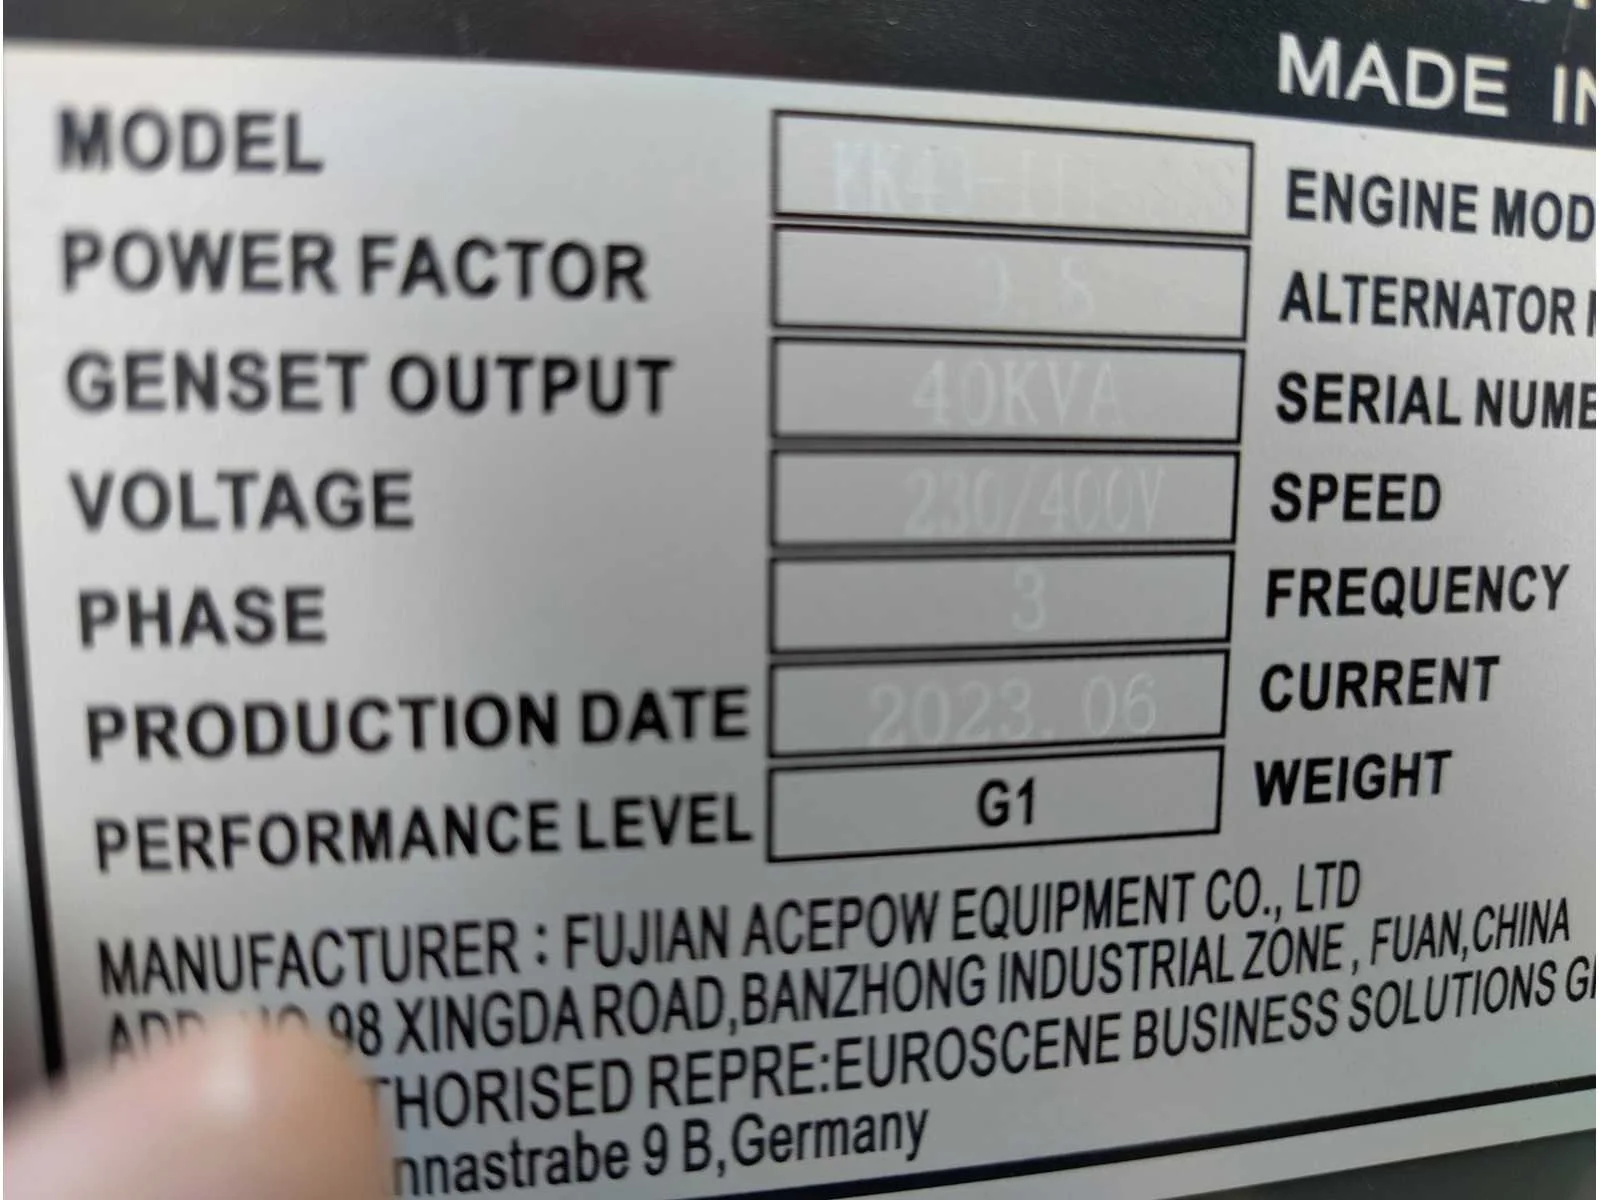 MADE IN
MODEL
ENGINE MOD
POWER FACTOR
ALTERNATOR
GENSET OUTPUT 40KVA
SERIAL NUMB
VOLTAGE 230/400V
SPEED
PHASE 3
FREQUENCY
PRODUCTION DATE 2023.06
CURRENT
PERFORMANCE LEVEL G1
WEIGHT
MANUFACTURER : FUJIAN ACEPOW EQUIPMENT CO., LTD
98 XINGDA ROAD,BANZHONG INDUSTRIAL ZONE , FUAN,CHINA
THORISED REPRE:EUROSCENE BUSINESS SOLUTIONS
nnastrabe 9 B,Germany